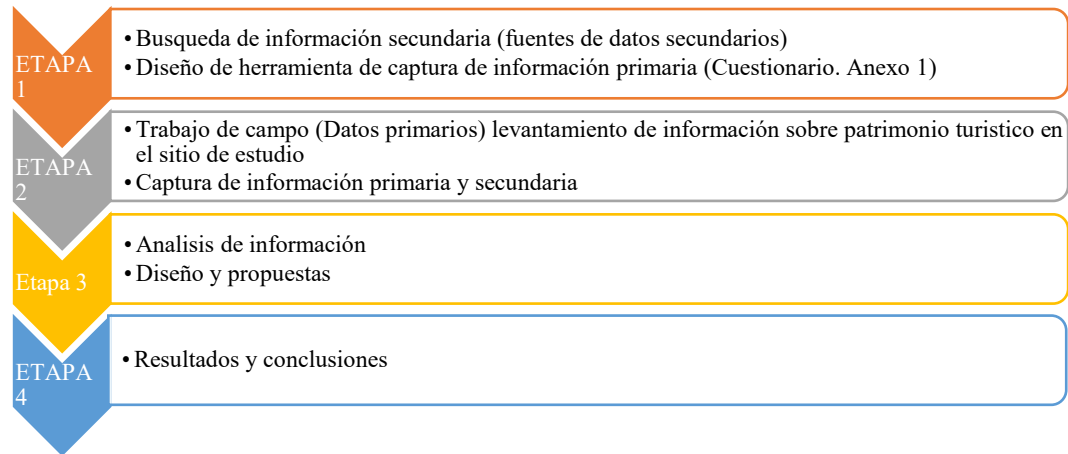 ETAPA
1
• Busqueda de información secundaria (fuentes de datos secundarios)
• Diseño de herramienta de captura de información primaria (Cuestionario. Anexo 1)
ETAPA
2
• Trabajo de campo (Datos primarios) levantamiento de información sobre patrimonio turistico en
el sitio de estudio
• Captura de información primaria y secundaria
Etapa 3
• Analisis de información
• Diseño y propuestas
ETAPA
4
• Resultados y conclusiones